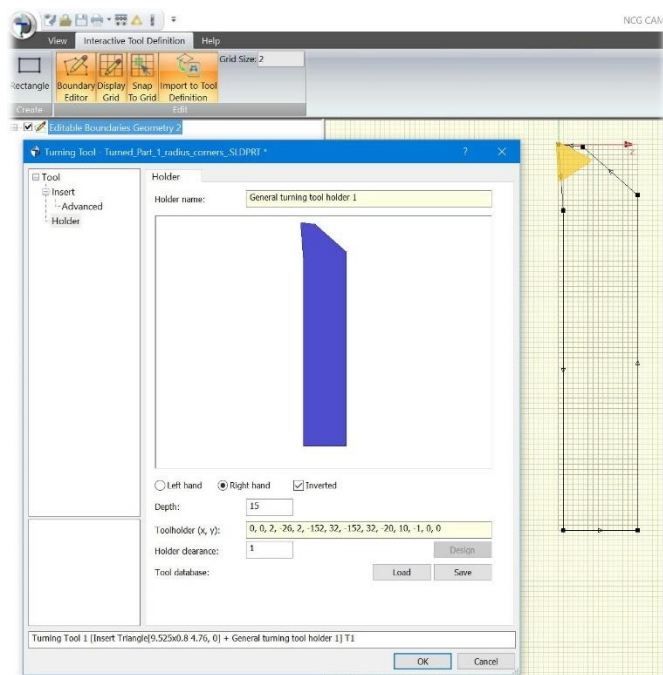 NCG CAM
View Interactive Tool Definition Help
Rectangle
Boundary Editor
Display Grid
Snap To Grid
Import to Tool Definition
Grid Size: 2
Create
Edit
Editable Boundaries Geometry 2
Turning Tool - Turned_Part_1_radius_corners_.SLDPRT *
? ×
Tool
Insert
Advanced
Holder
Holder
Holder name: General turning tool holder 1
Left hand Right hand Inverted
Depth: 15
Toolholder (x, y): 0, 0, 2, -26, 2, -152, 32, -152, 32, -20, 10, -1, 0, 0
Holder clearance: 1 Design
Tool database: Load Save
Turning Tool 1 [Insert Triangle[9.525x0.8 4.76, 0] + General turning tool holder 1] T1
OK Cancel
Z